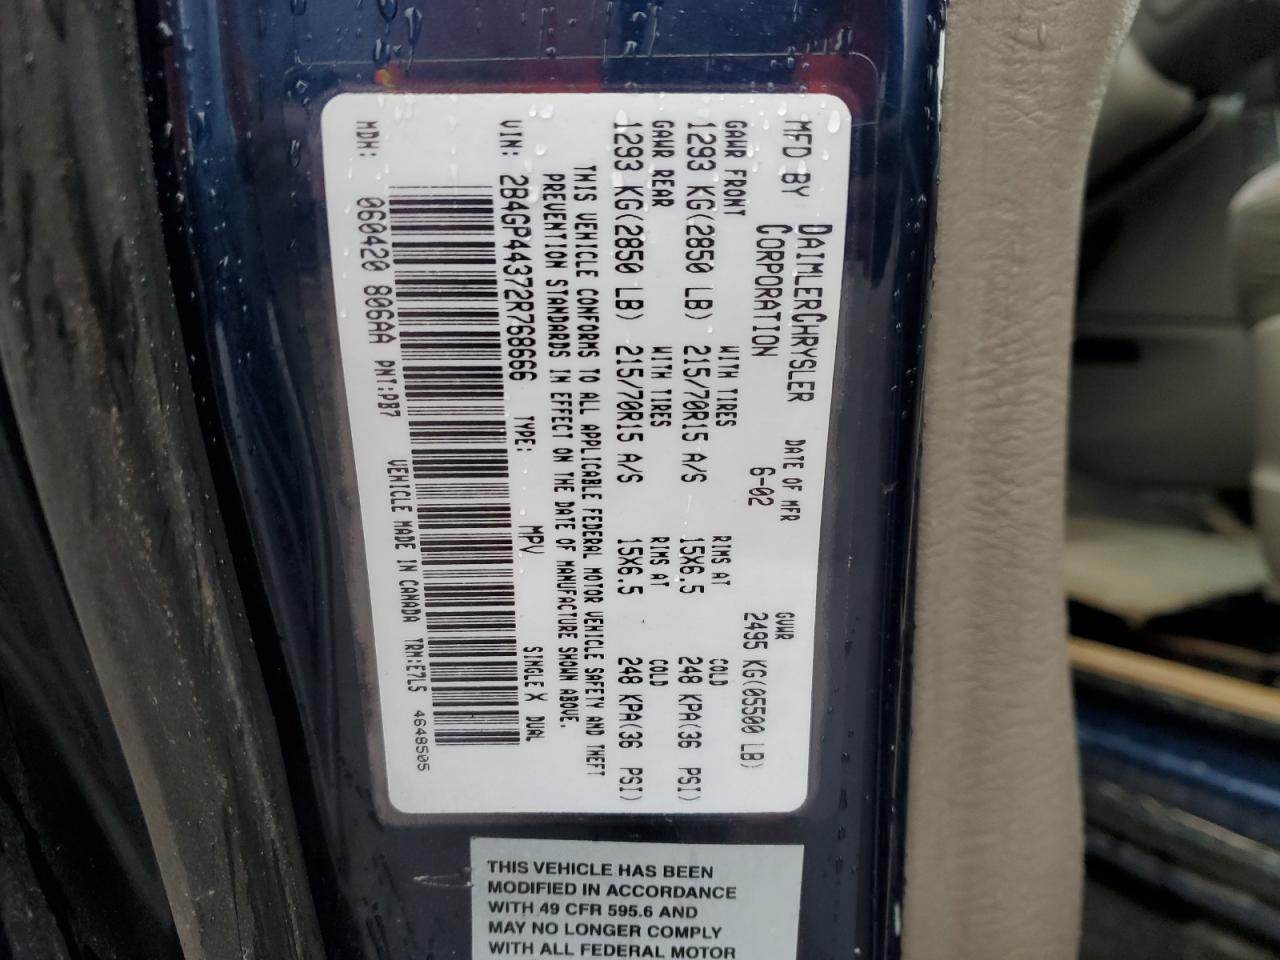 MFD BY DAIMLERCHRYSLER CORPORATION DATE OF MFR 6-02 GVWR 2495 KG(05500 LB)
GAWR FRONT WITH TIRES RIMS AT COLD
1293 KG(2850 LB) 215/70R15 A/S 15X6.5 248 KPA(36 PSI)
GAWR REAR WITH TIRES RIMS AT COLD
1293 KG(2850 LB) 215/70R15 A/S 15X6.5 248 KPA(36 PSI)
THIS VEHICLE CONFORMS TO ALL APPLICABLE FEDERAL MOTOR VEHICLE SAFETY AND THEFT
PREVENTION STANDARDS IN EFFECT ON THE DATE OF MANUFACTURE SHOWN ABOVE.
VIN: 2B4GP44372R768666 TYPE: MPV SINGLE X DUAL
MDH: 060420 806AA PNT:PB7 VEHICLE MADE IN CANADA TRM:E7L5 4648505
THIS VEHICLE HAS BEEN
MODIFIED IN ACCORDANCE
WITH 49 CFR 595.6 AND
MAY NO LONGER COMPLY
WITH ALL FEDERAL MOTOR